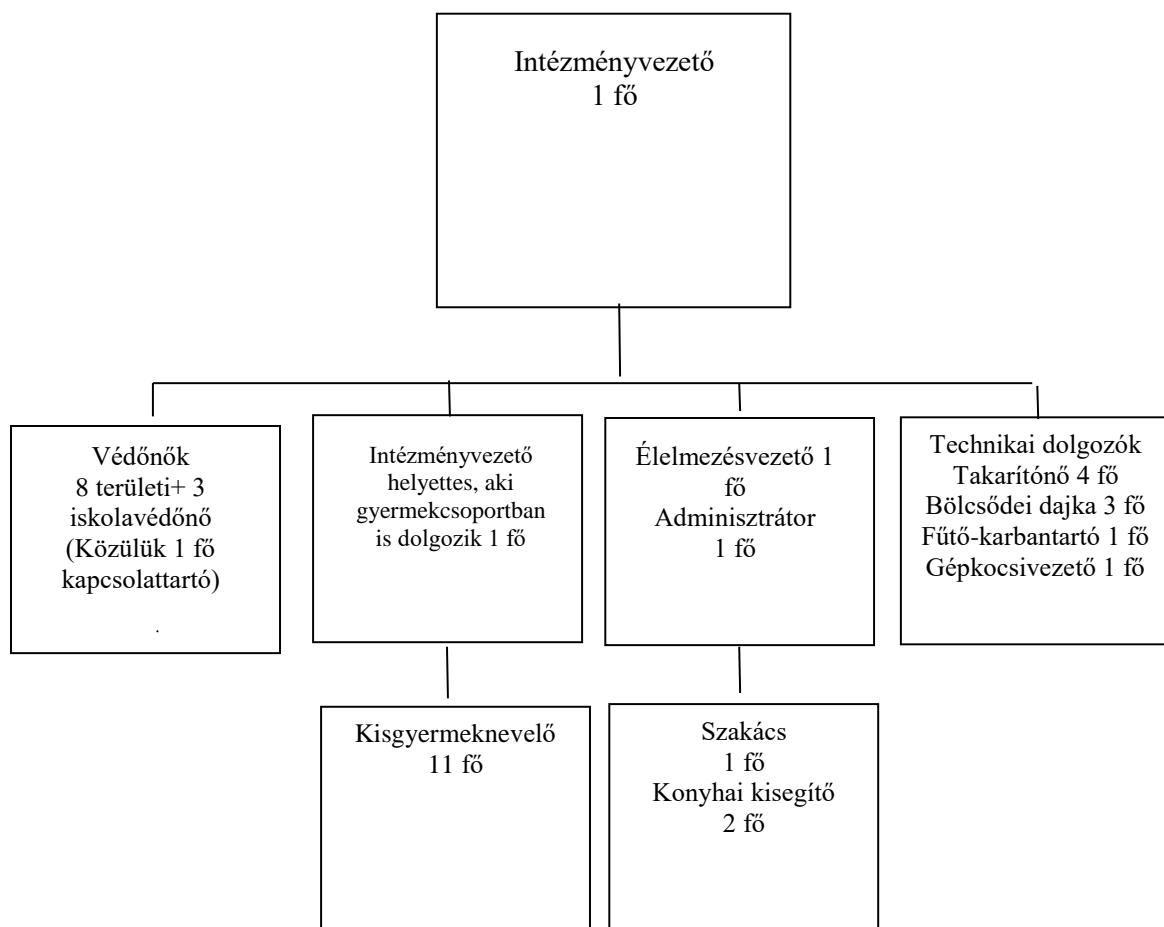 Intézményvezető
1 fő
Védőnők
8 területi+ 3
iskolavédőnő
(Közülük 1 fő
kapcsolattartó)
.
Intézményvezető
helyettes, aki
gyermekcsoportban
is dolgozik 1 fő
Élelmezésvezető 1
fő
Adminisztrátor
1 fő
Technikai dolgozók
Takarítónő 4 fő
Bölcsődei dajka 3 fő
Fűtő-karbantartó 1 fő
Gépkocsivezető 1 fő
Kisgyermeknevelő
11 fő
Szakács
1 fő
Konyhai kisegítő
2 fő